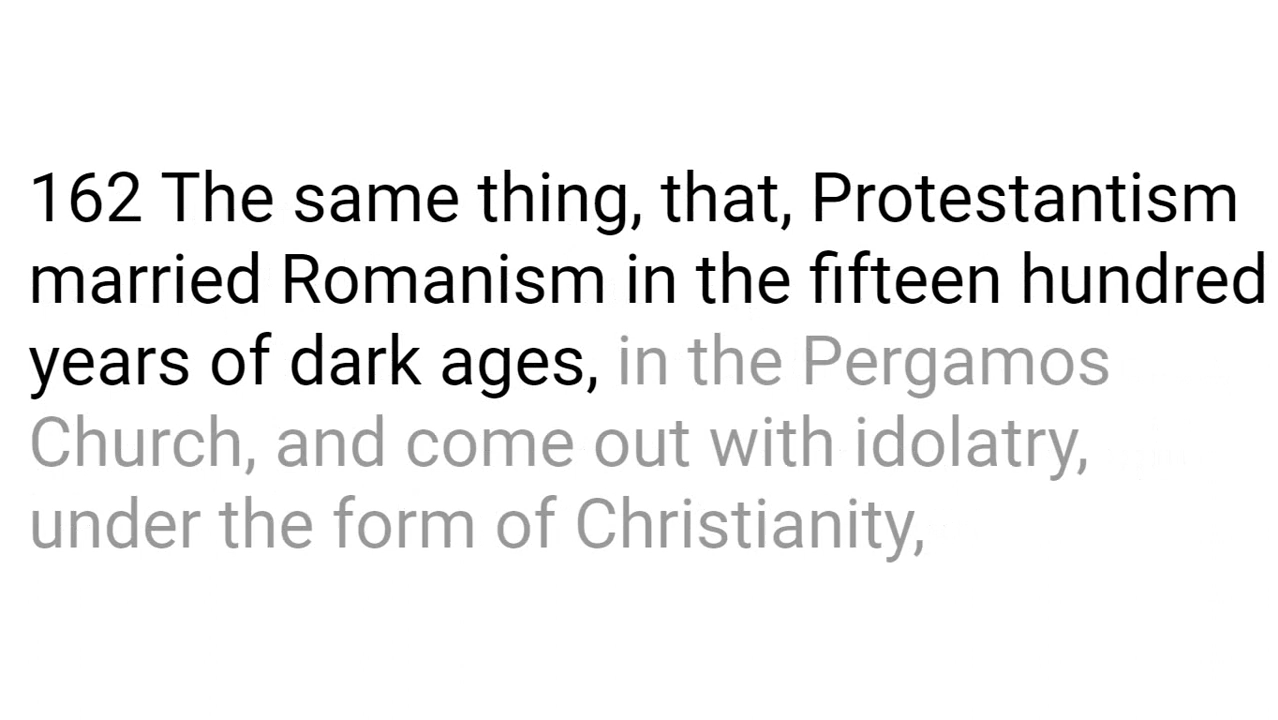 162 The same thing, that, Protestantism
married Romanism in the fifteen hundred
years of dark ages, in the Pergamos
Church, and come out with idolatry,
under the form of Christianity,